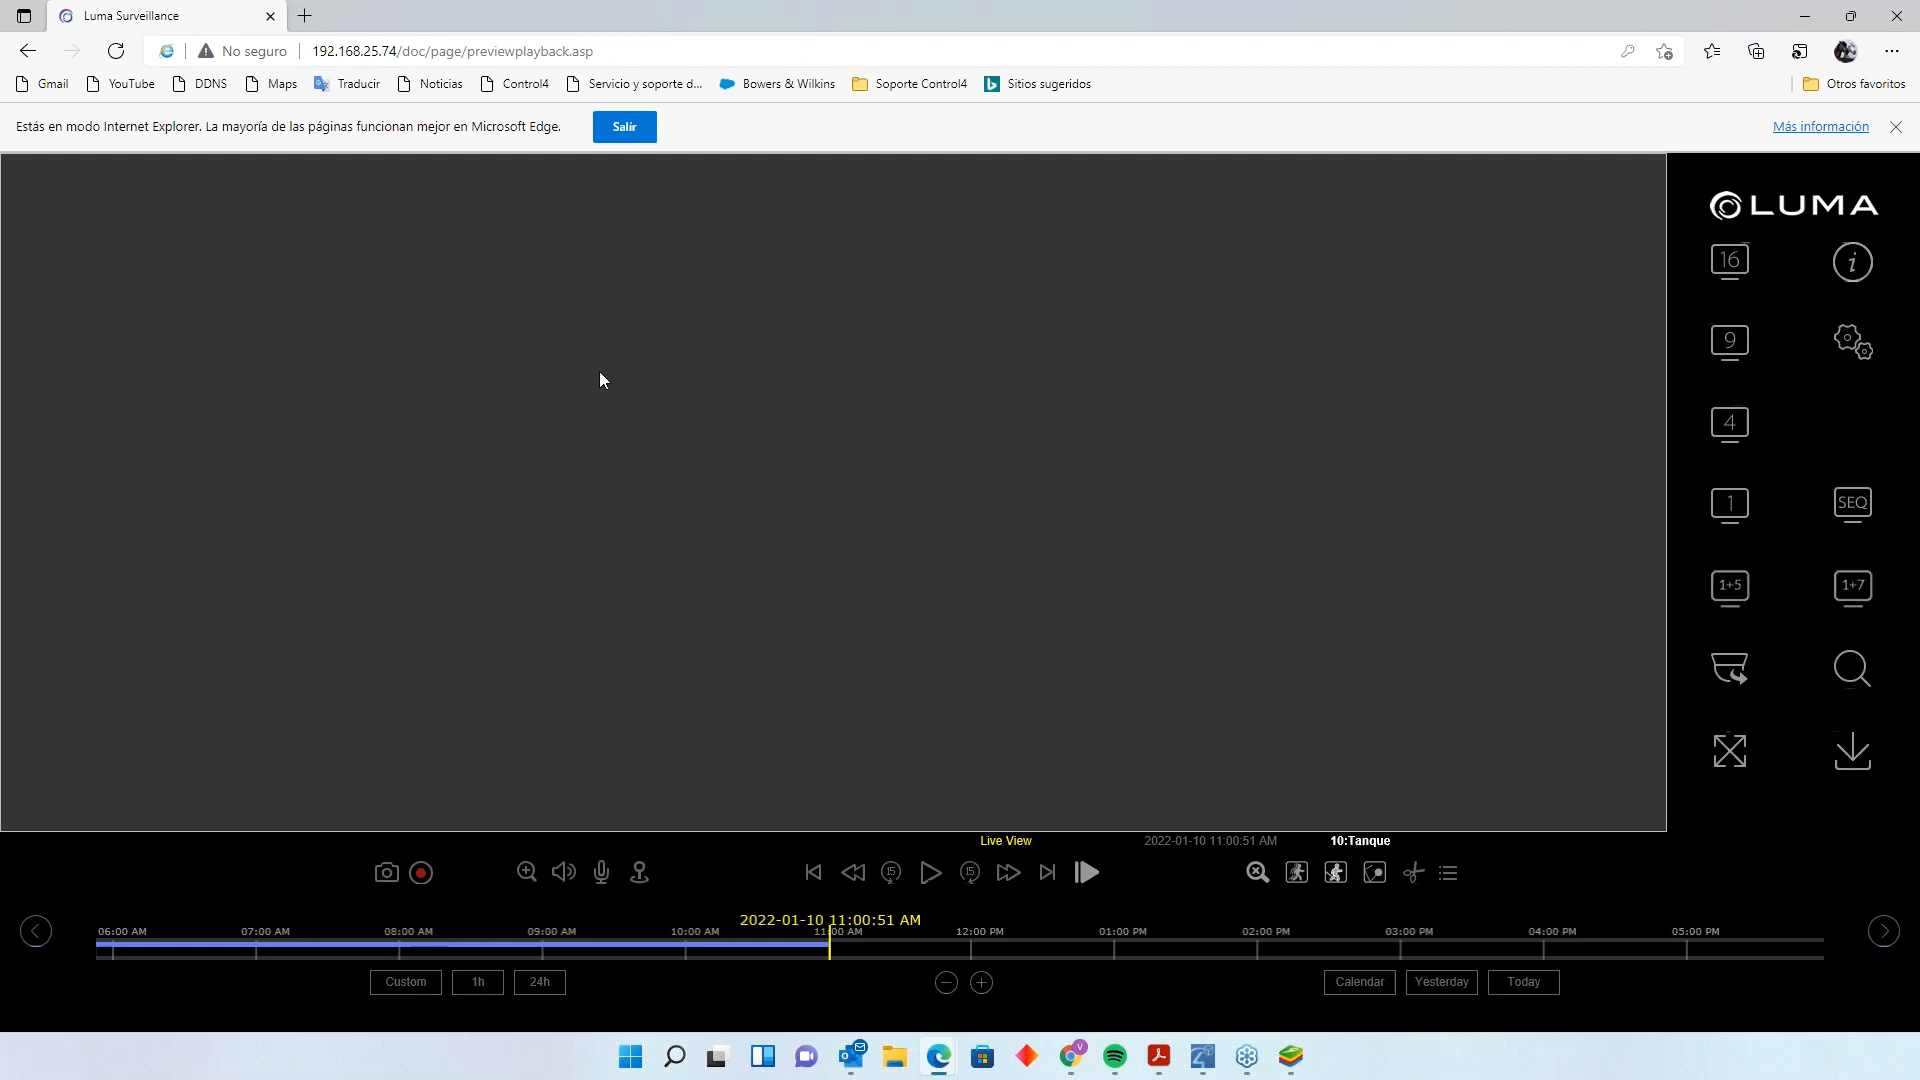 Luma Surveillance
No seguro
192.168.25.74/doc/page/previewplayback.asp
Gmail
YouTube
DDNS
Maps
Traducir
Noticias
Control4
Servicio y soporte d...
Bowers & Wilkins
Soporte Control4
Sitios sugeridos
Otros favoritos
Estás en modo Internet Explorer. La mayoría de las páginas funcionan mejor en Microsoft Edge.
Salir
Más información
LUMA
16
i
9
4
1
SEQ
1+5
1+7
Live View
2022-01-10 11:00:51 AM
10:Tanque
15
15
2022-01-10 11:00:51 AM
06:00 AM
07:00 AM
08:00 AM
09:00 AM
10:00 AM
11:00 AM
12:00 PM
01:00 PM
02:00 PM
03:00 PM
04:00 PM
05:00 PM
Custom
1h
24h
Calendar
Yesterday
Today